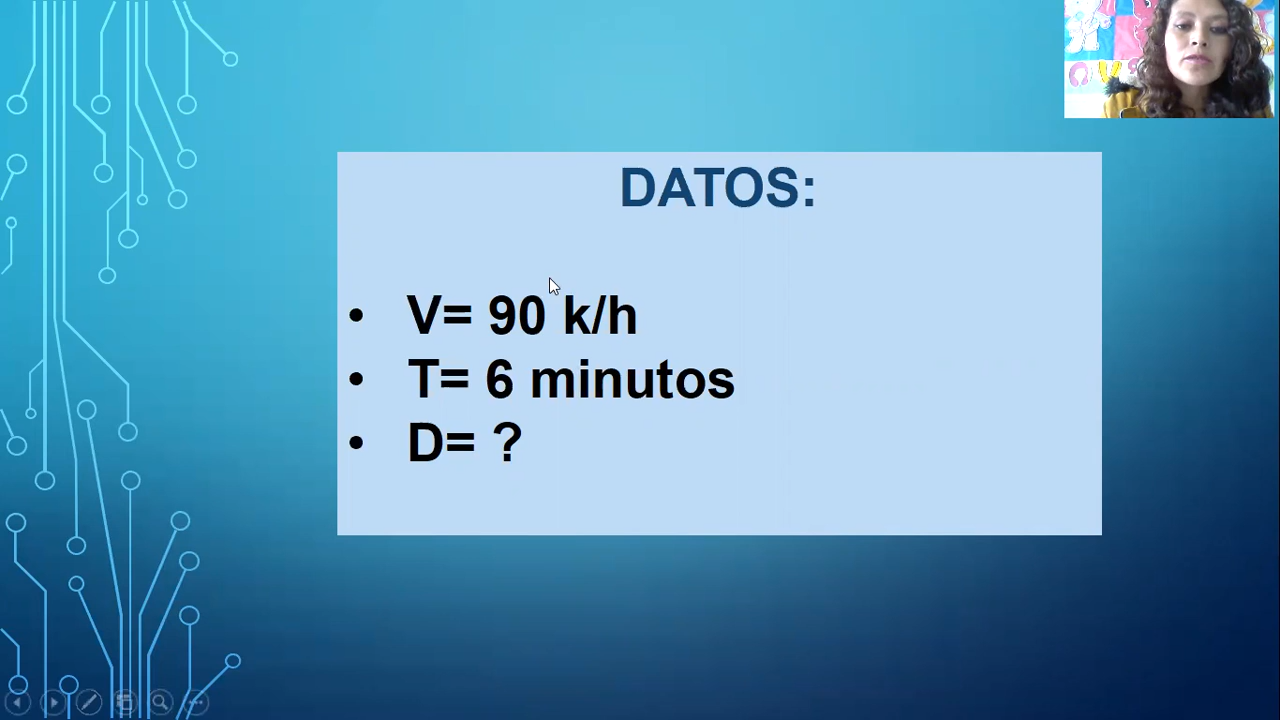 DATOS:
• V= 90 k/h
• T= 6 minutos
• D= ?